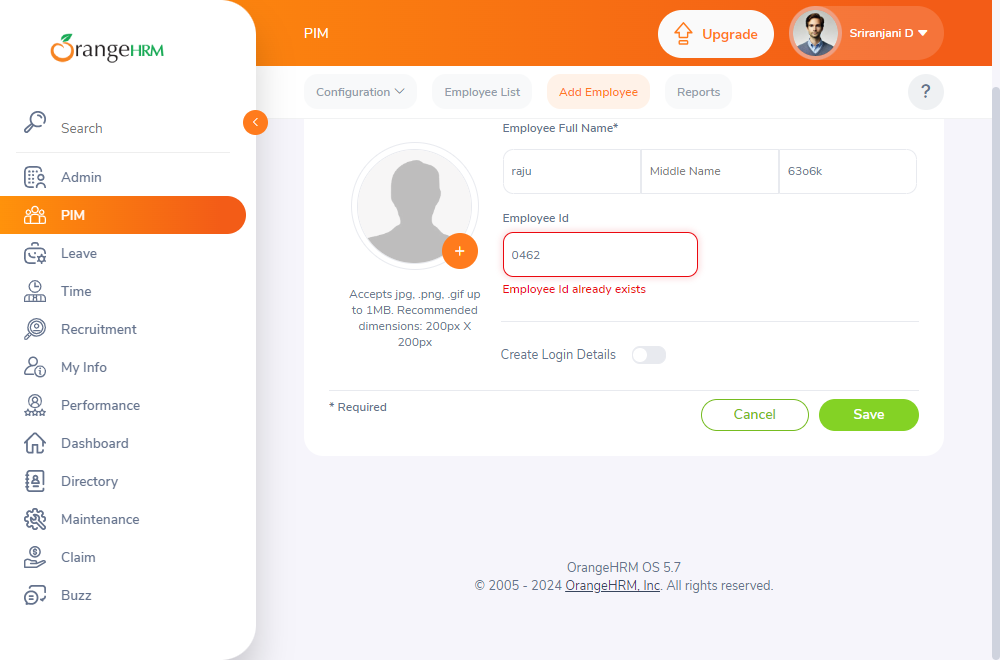 OrangeHRM
Search
Admin
PIM
Leave
Time
Recruitment
My Info
Performance
Dashboard
Directory
Maintenance
Claim
Buzz
PIM
Upgrade
Sriranjani D
Configuration
Employee List
Add Employee
Reports
?
Employee Full Name*
raju
Middle Name
63o6k
+
Accepts jpg, .png, .gif up
to 1MB. Recommended
dimensions: 200px X
200px
Employee Id
0462
Employee Id already exists
Create Login Details
* Required
Cancel
Save
OrangeHRM OS 5.7
© 2005 - 2024 OrangeHRM, Inc. All rights reserved.